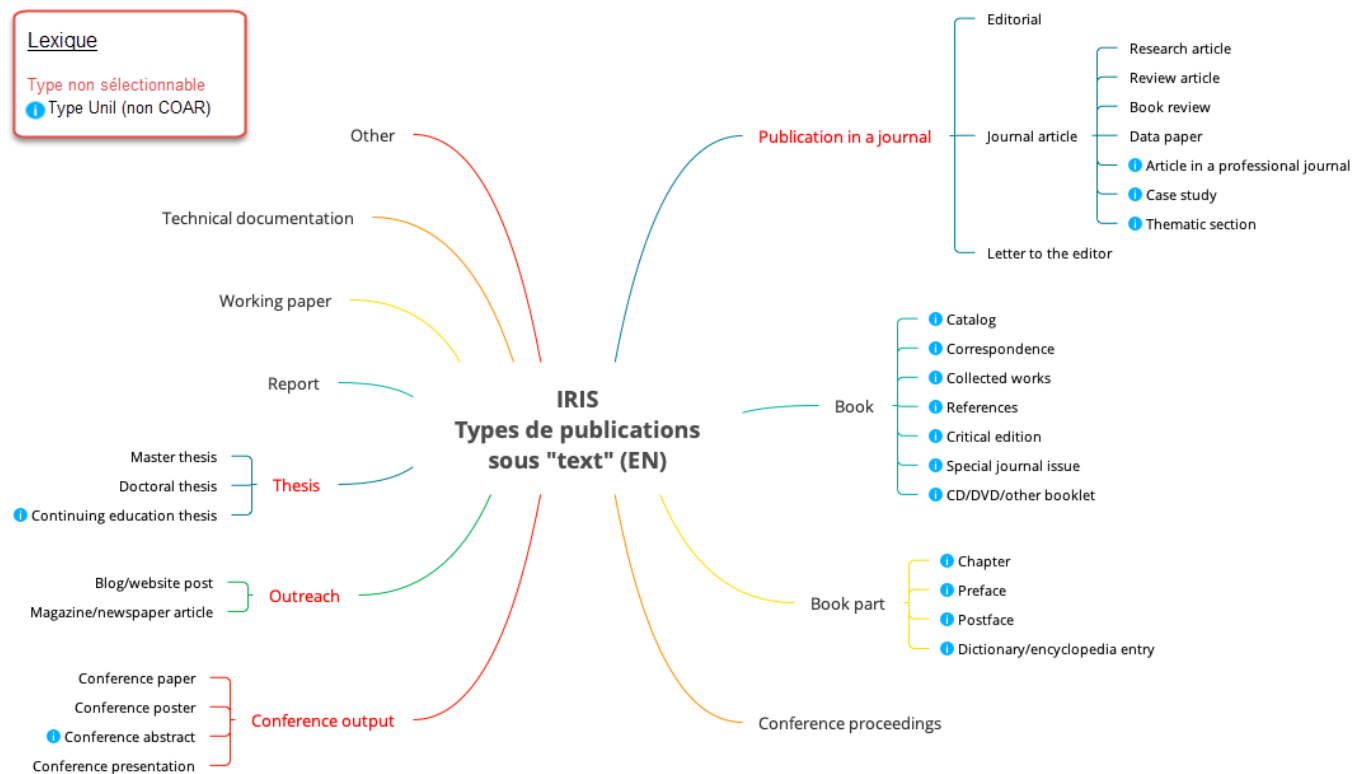 Lexique
Type non sélectionnable
Type Unil (non COAR)
IRIS
Types de publications
sous "text" (EN)
Publication in a journal
Editorial
Journal article
Research article
Review article
Book review
Data paper
Article in a professional journal
Case study
Thematic section
Letter to the editor
Book
Catalog
Correspondence
Collected works
References
Critical edition
Special journal issue
CD/DVD/other booklet
Book part
Chapter
Preface
Postface
Dictionary/encyclopedia entry
Conference proceedings
Other
Technical documentation
Working paper
Report
Thesis
Master thesis
Doctoral thesis
Continuing education thesis
Outreach
Blog/website post
Magazine/newspaper article
Conference output
Conference paper
Conference poster
Conference abstract
Conference presentation